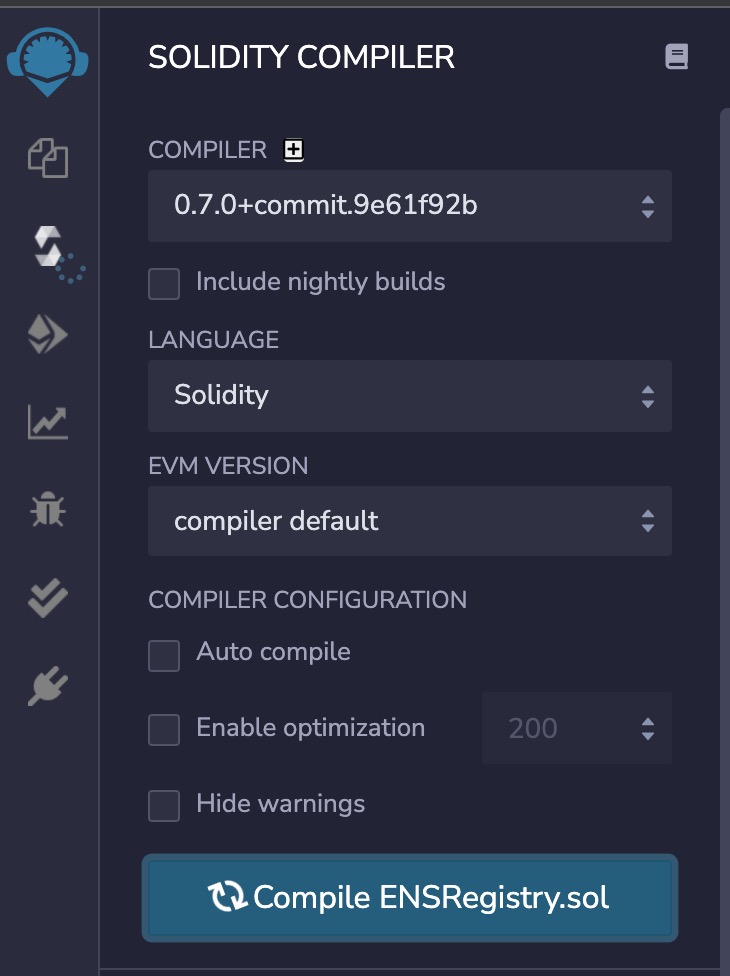 SOLIDITY COMPILER
COMPILER
0.7.0+commit.9e61f92b
Include nightly builds
LANGUAGE
Solidity
EVM VERSION
compiler default
COMPILER CONFIGURATION
Auto compile
Enable optimization 200
Hide warnings
Compile ENSRegistry.sol